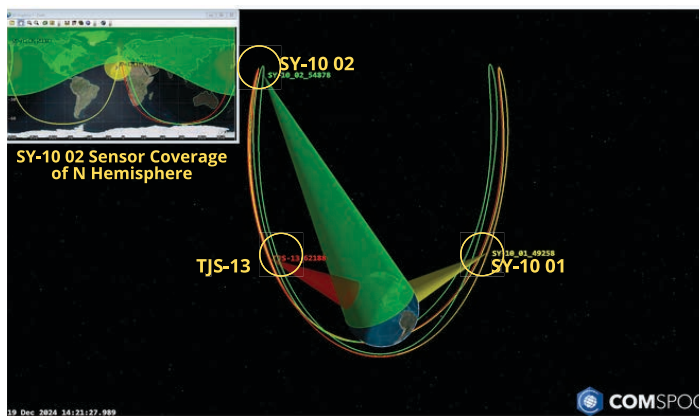 SY-10 02
SY-10_02_54878
SY-10 02 Sensor Coverage
of N Hemisphere
TJS-13
SY-10_01_49258
SY-10 01
19 Dec 2024 14:21:27.989
COMSPOC